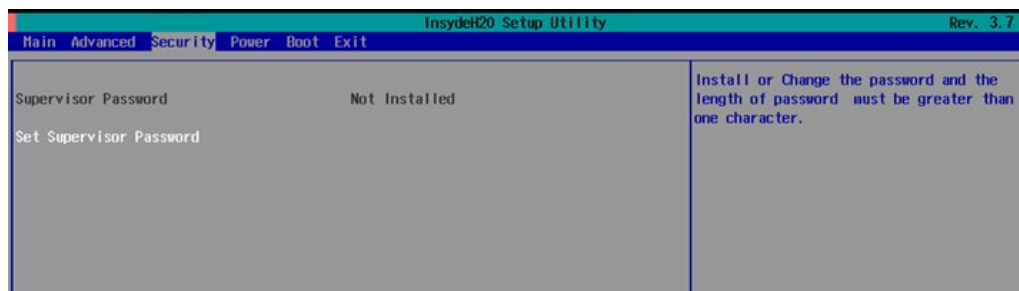 InsydeH20 Setup Utility Rev. 3.7
Main Advanced Security Power Boot Exit
Supervisor Password Not Installed
Set Supervisor Password
Install or Change the password and the
length of password must be greater than
one character.